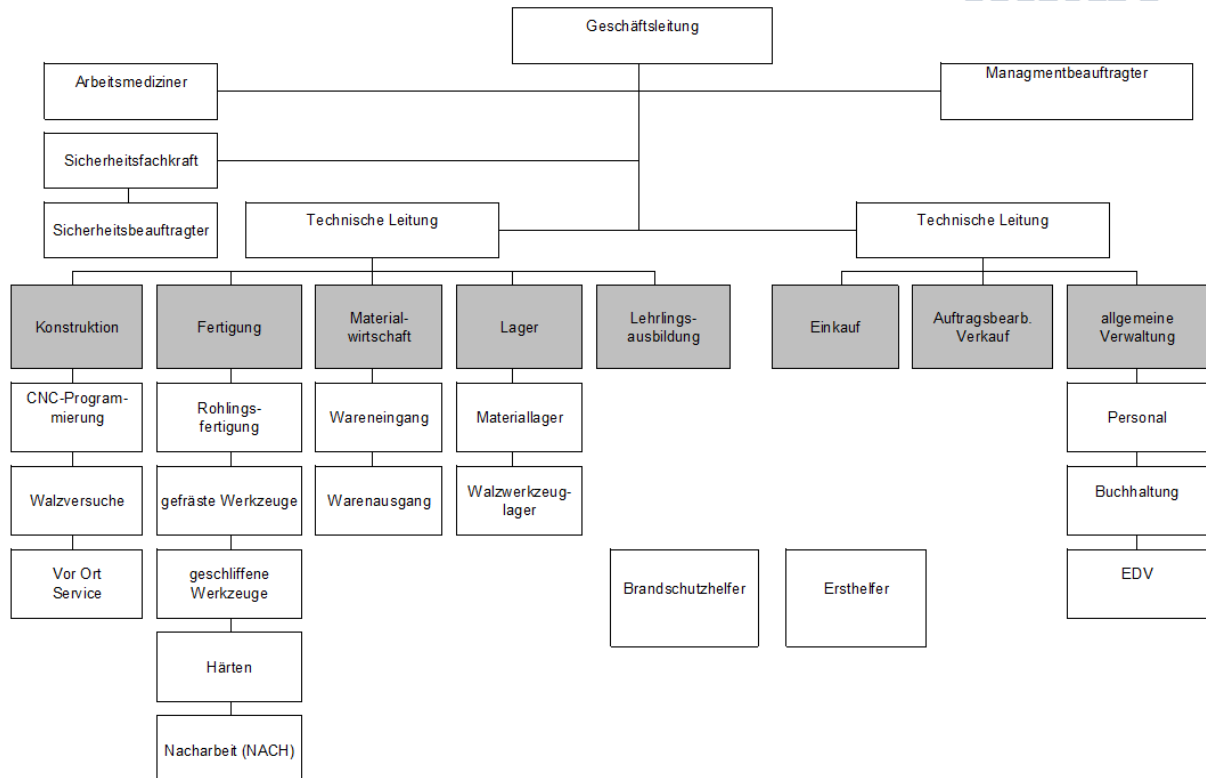 Geschäftsleitung
Arbeitsmediziner
Managmentbeauftragter
Sicherheitsfachkraft
Sicherheitsbeauftragter
Technische Leitung
Technische Leitung
Konstruktion
Fertigung
Material-
wirtschaft
Lager
Lehrlings-
ausbildung
Einkauf
Auftragsbearb.
Verkauf
allgemeine
Verwaltung
CNC-Program-
mierung
Rohlings-
fertigung
Wareneingang
Materiallager
Personal
Walzversuche
gefräste Werkzeuge
Warenausgang
Walzwerkzeug-
lager
Buchhaltung
Vor Ort
Service
geschliffene
Werkzeuge
Brandschutzhelfer
Ersthelfer
EDV
Härten
Nacharbeit (NACH)